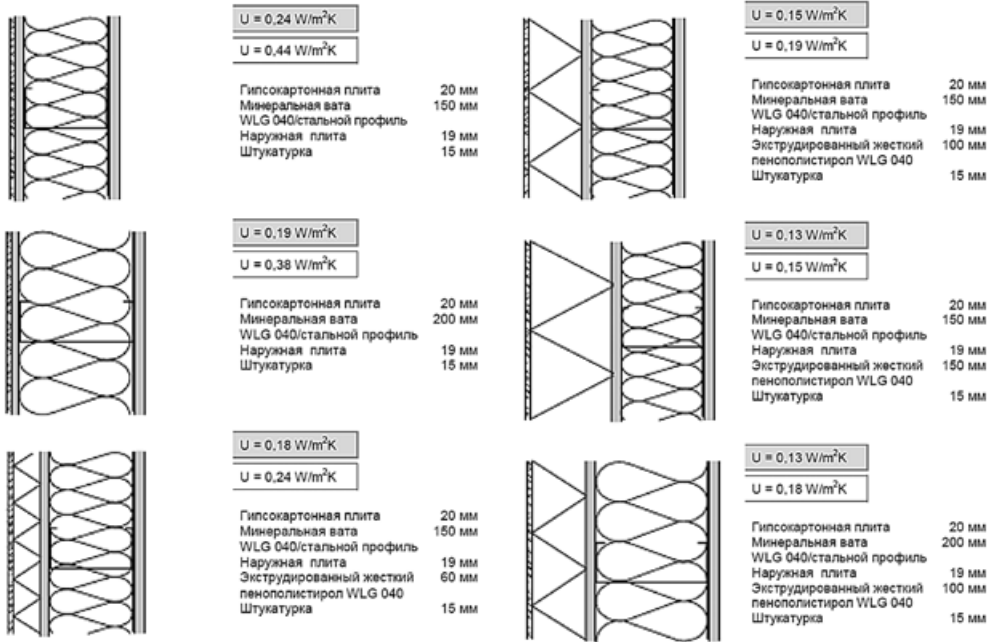 U = 0,24 W/m²K
U = 0,44 W/m²K
Гипсокартонная плита 20 мм
Минеральная вата 150 мм
WLG 040/стальной профиль
Наружная плита 19 мм
Штукатурка 15 мм
U = 0,19 W/m²K
U = 0,38 W/m²K
Гипсокартонная плита 20 мм
Минеральная вата 200 мм
WLG 040/стальной профиль
Наружная плита 19 мм
Штукатурка 15 мм
U = 0,18 W/m²K
U = 0,24 W/m²K
Гипсокартонная плита 20 мм
Минеральная вата 150 мм
WLG 040/стальной профиль
Наружная плита 19 мм
Экструдированный жесткий 60 мм
пенополистирол WLG 040
Штукатурка 15 мм
U = 0,15 W/m²K
U = 0,19 W/m²K
Гипсокартонная плита 20 мм
Минеральная вата 150 мм
WLG 040/стальной профиль
Наружная плита 19 мм
Экструдированный жесткий 100 мм
пенополистирол WLG 040
Штукатурка 15 мм
U = 0,13 W/m²K
U = 0,15 W/m²K
Гипсокартонная плита 20 мм
Минеральная вата 150 мм
WLG 040/стальной профиль
Наружная плита 19 мм
Экструдированный жесткий 150 мм
пенополистирол WLG 040
Штукатурка 15 мм
U = 0,13 W/m²K
U = 0,18 W/m²K
Гипсокартонная плита 20 мм
Минеральная вата 200 мм
WLG 040/стальной профиль
Наружная плита 19 мм
Экструдированный жесткий 100 мм
пенополистирол WLG 040
Штукатурка 15 мм